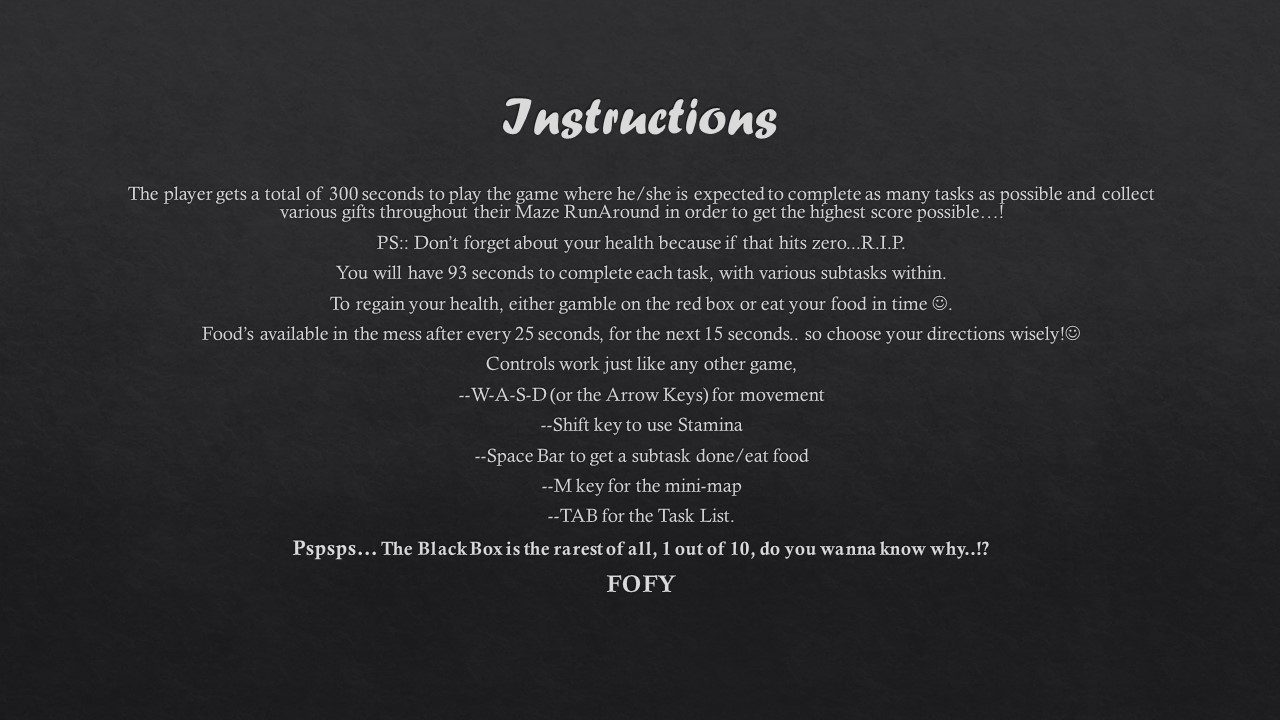 Instructions
The player gets a total of 300 seconds to play the game where he/she is expected to complete as many tasks as possible and collect
various gifts throughout their Maze RunAround in order to get the highest score possible…!
PS:: Don't forget about your health because if that hits zero...R.I.P.
You will have 93 seconds to complete each task, with various subtasks within.
To regain your health, either gamble on the red box or eat your food in time ☺.
Food's available in the mess after every 25 seconds, for the next 15 seconds.. so choose your directions wisely!☺
Controls work just like any other game,
--W-A-S-D (or the Arrow Keys) for movement
--Shift key to use Stamina
--Space Bar to get a subtask done/eat food
--M key for the mini-map
--TAB for the Task List.
Pspsps… The Black Box is the rarest of all, 1 out of 10, do you wanna know why..!?
FOFY